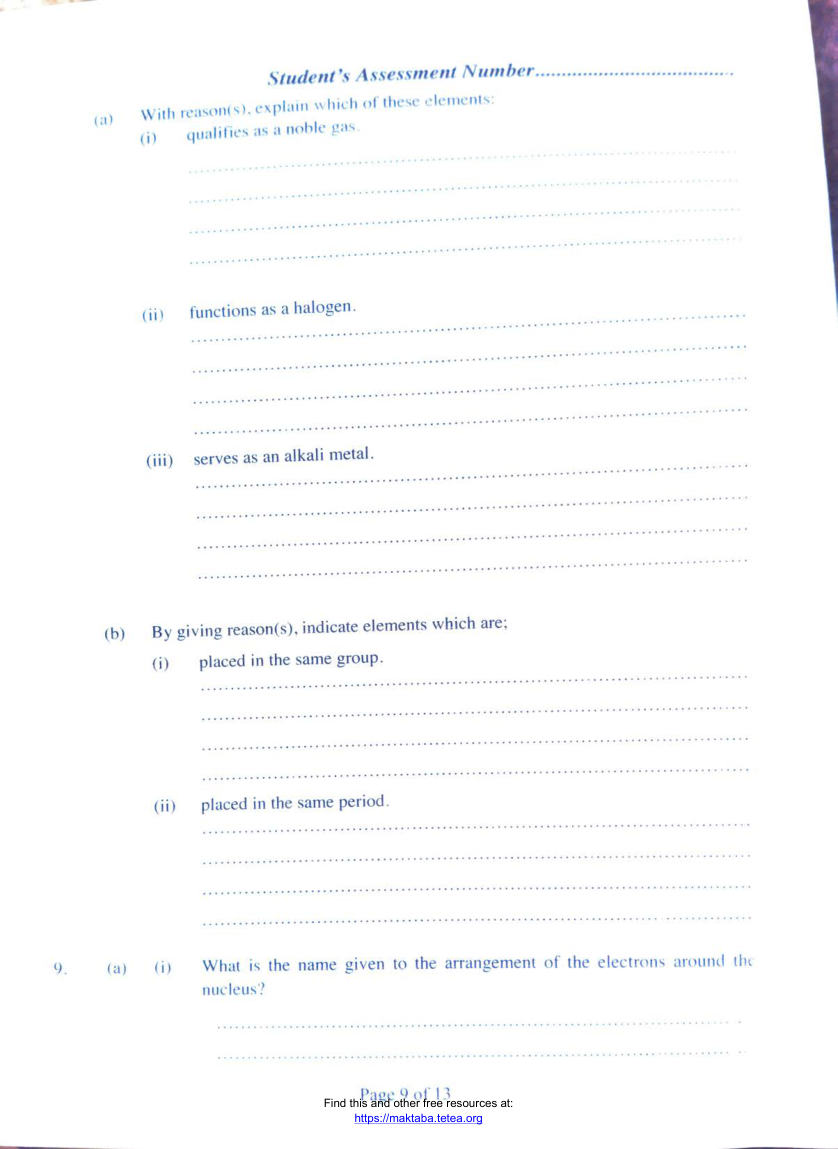 Student's Assessment Number....................................
(a) With reason(s), explain which of these elements:
(i) qualifies as a noble gas.
(ii) functions as a halogen.
(iii) serves as an alkali metal.
(b) By giving reason(s), indicate elements which are;
(i) placed in the same group.
(ii) placed in the same period.
9. (a) (i) What is the name given to the arrangement of the electrons around the
nucleus?
Page 9 of 13
Find this and other free resources at:
https://maktaba.tetea.org